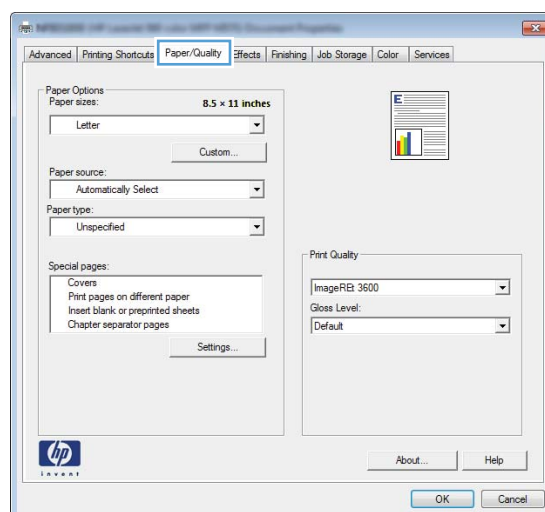 Advanced Printing Shortcuts Paper/Quality Effects Finishing Job Storage Color Services
Paper Options
Paper sizes: 8.5 × 11 inches
Letter
Custom...
Paper source:
Automatically Select
Paper type:
Unspecified
Special pages:
Covers
Print pages on different paper
Insert blank or preprinted sheets
Chapter separator pages
Settings...
E
Print Quality
ImageREt 3600
Gloss Level:
Default
hp
invent
About... Help
OK Cancel